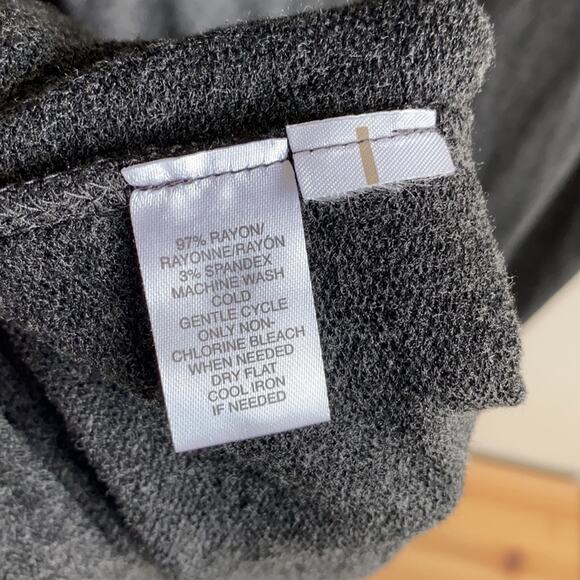 97% RAYON/
RAYONNE/RAYÓN
3% SPANDEX
MACHINE WASH
COLD
GENTLE CYCLE
ONLY NON-
CHLORINE BLEACH
WHEN NEEDED
DRY FLAT
COOL IRON
IF NEEDED